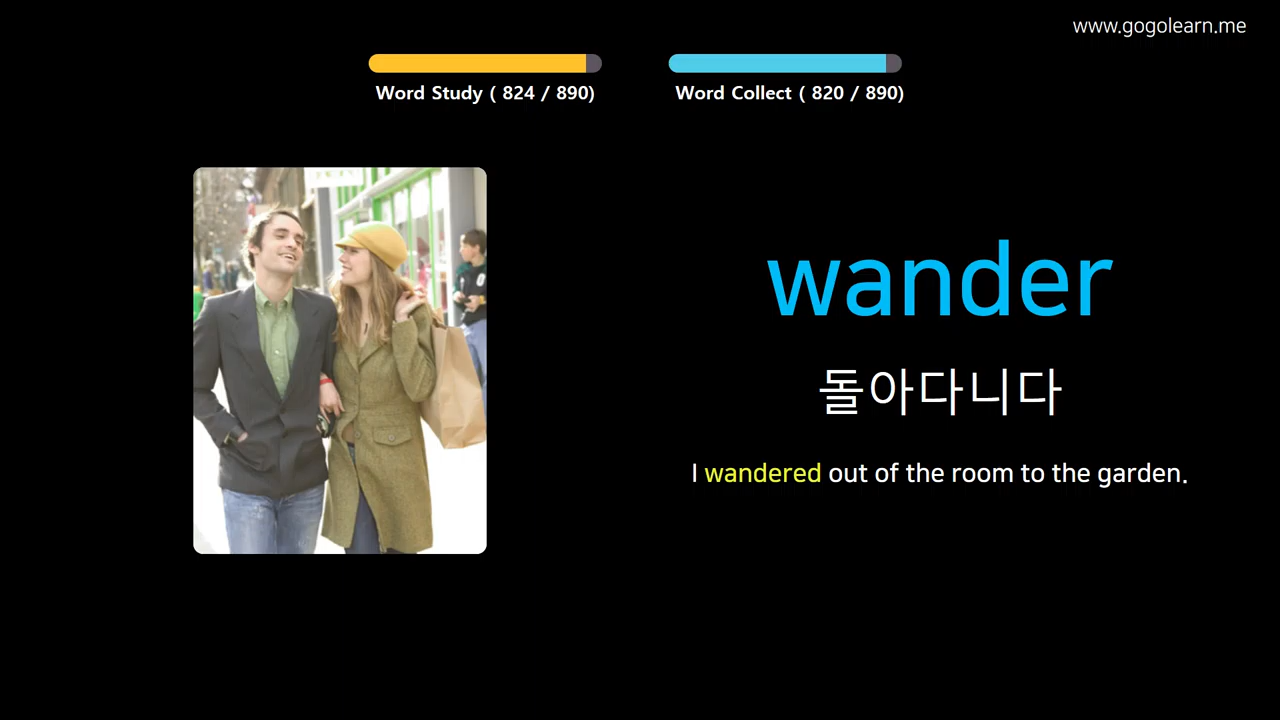 www.gogolearn.me
Word Study ( 824 / 890)
Word Collect ( 820 / 890)
wander
돌아다니다
I wandered out of the room to the garden.